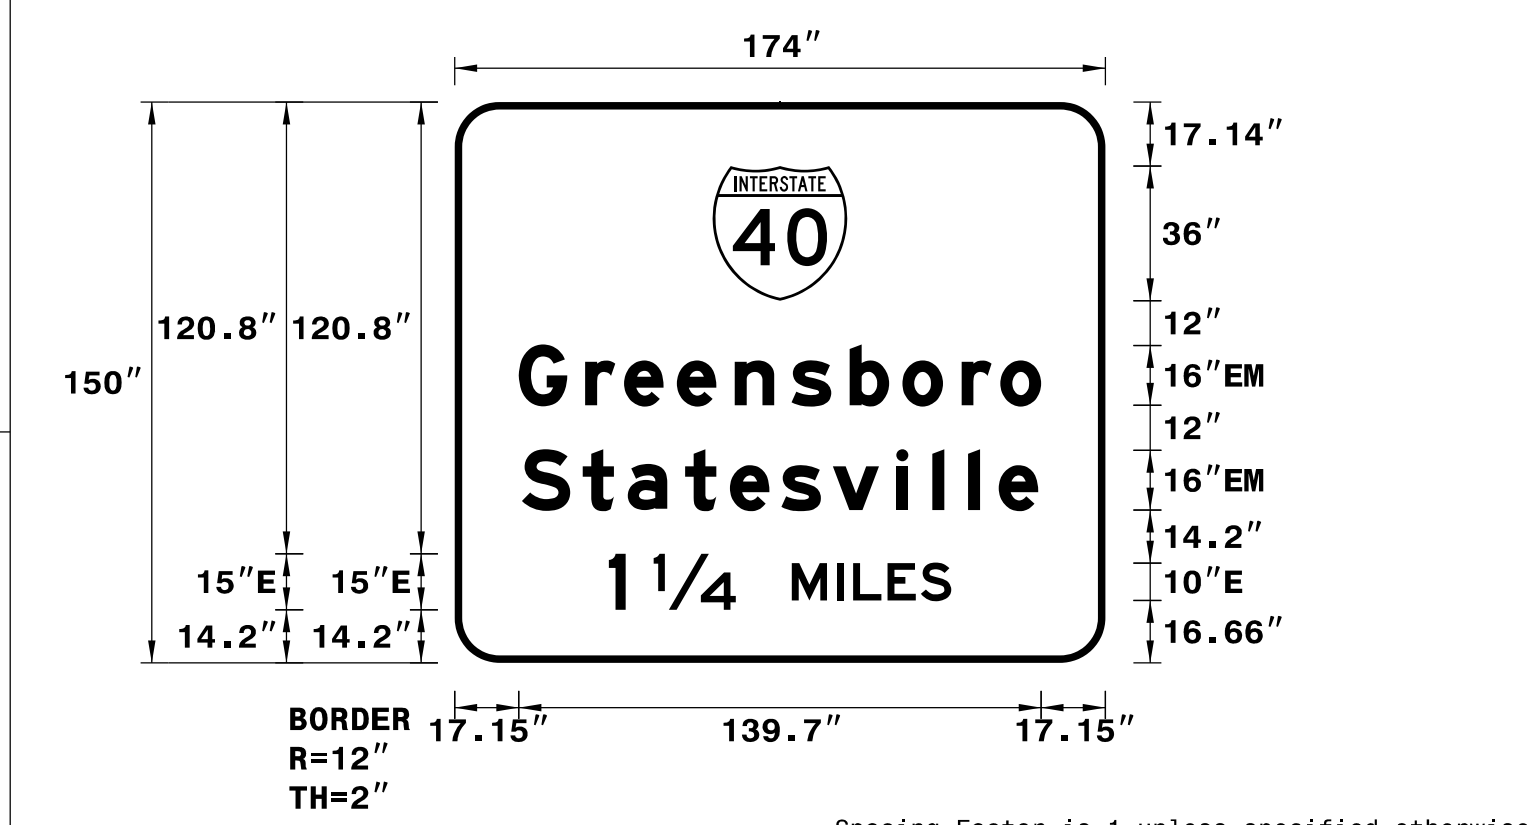 174″
17.14″
INTERSTATE
40
36″
120.8″ 120.8″
12″
150″
Greensboro
16″EM
12″
Statesville
16″EM
14.2″
15″E 15″E
1 1/4 MILES
10″E
14.2″ 14.2″
16.66″
BORDER
R=12″
TH=2″
17.15″ 139.7″ 17.15″